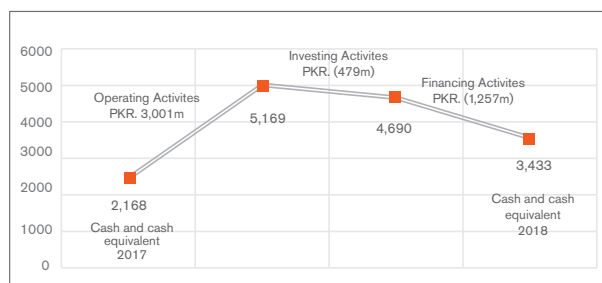 6000
5000
4000
3000
2000
1000
0
Operating Activites
PKR. 3,001m
Investing Activites
PKR. (479m)
Financing Activites
PKR. (1,257m)
2,168
5,169
4,690
3,433
Cash and cash
equivalent
2017
Cash and cash
equivalent
2018